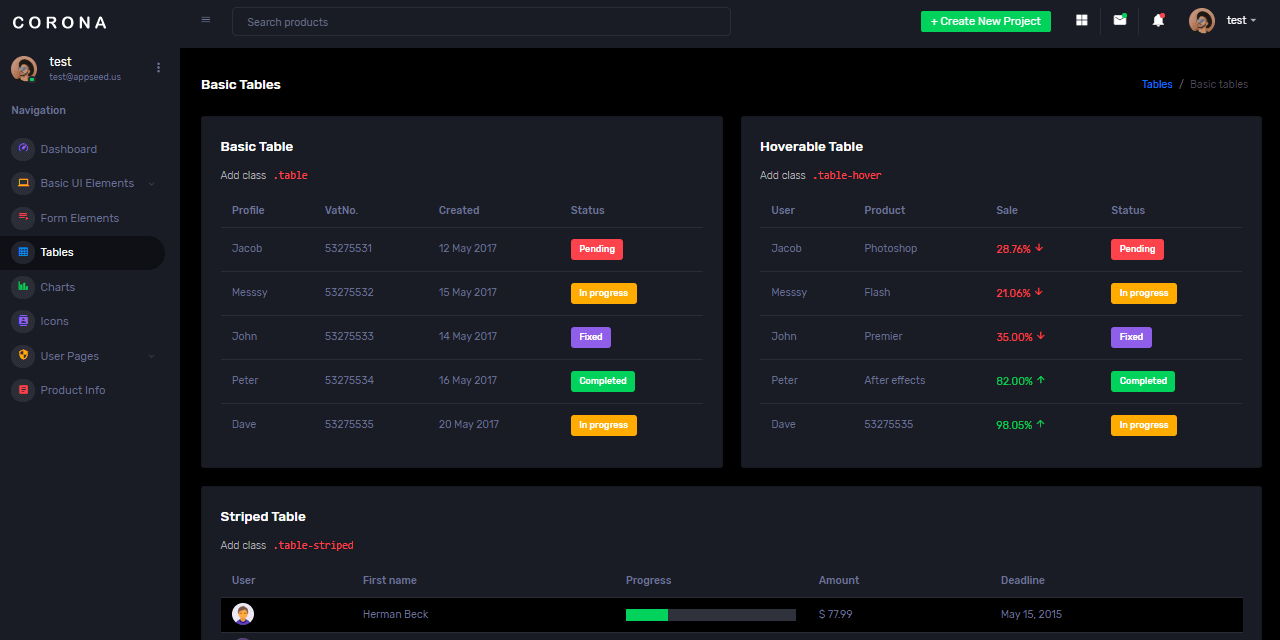 CORONA
Search products
+ Create New Project
test
test
test@appseed.us
Navigation
Dashboard
Basic UI Elements
Form Elements
Tables
Charts
Icons
User Pages
Product Info
Basic Tables
Tables / Basic tables
Basic Table
Add class .table
Profile VatNo. Created Status
Jacob 53275531 12 May 2017 Pending
Messsy 53275532 15 May 2017 In progress
John 53275533 14 May 2017 Fixed
Peter 53275534 16 May 2017 Completed
Dave 53275535 20 May 2017 In progress
Hoverable Table
Add class .table-hover
User Product Sale Status
Jacob Photoshop 28.76% ↓ Pending
Messsy Flash 21.06% ↓ In progress
John Premier 35.00% ↓ Fixed
Peter After effects 82.00% ↑ Completed
Dave 53275535 98.05% ↑ In progress
Striped Table
Add class .table-striped
User First name Progress Amount Deadline
Herman Beck $ 77.99 May 15, 2015